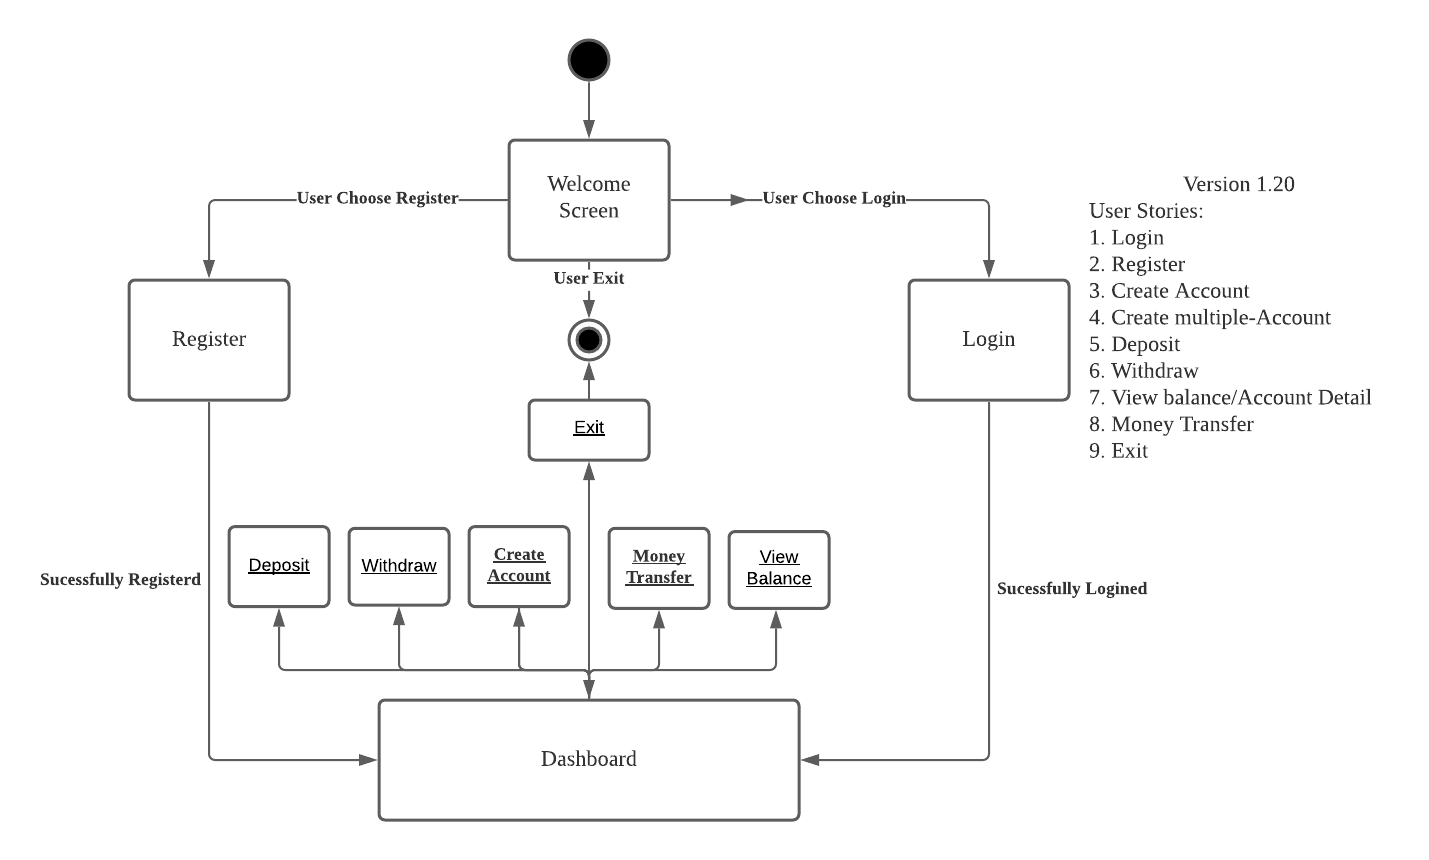 Welcome
Screen
User Choose Register
User Choose Login
User Exit
Version 1.20
User Stories:
1. Login
2. Register
3. Create Account
4. Create multiple-Account
5. Deposit
6. Withdraw
7. View balance/Account Detail
8. Money Transfer
9. Exit
Register
Login
Exit
Deposit
Withdraw
Create
Account
Money
Transfer
View
Balance
Sucessfully Registerd
Sucessfully Logined
Dashboard